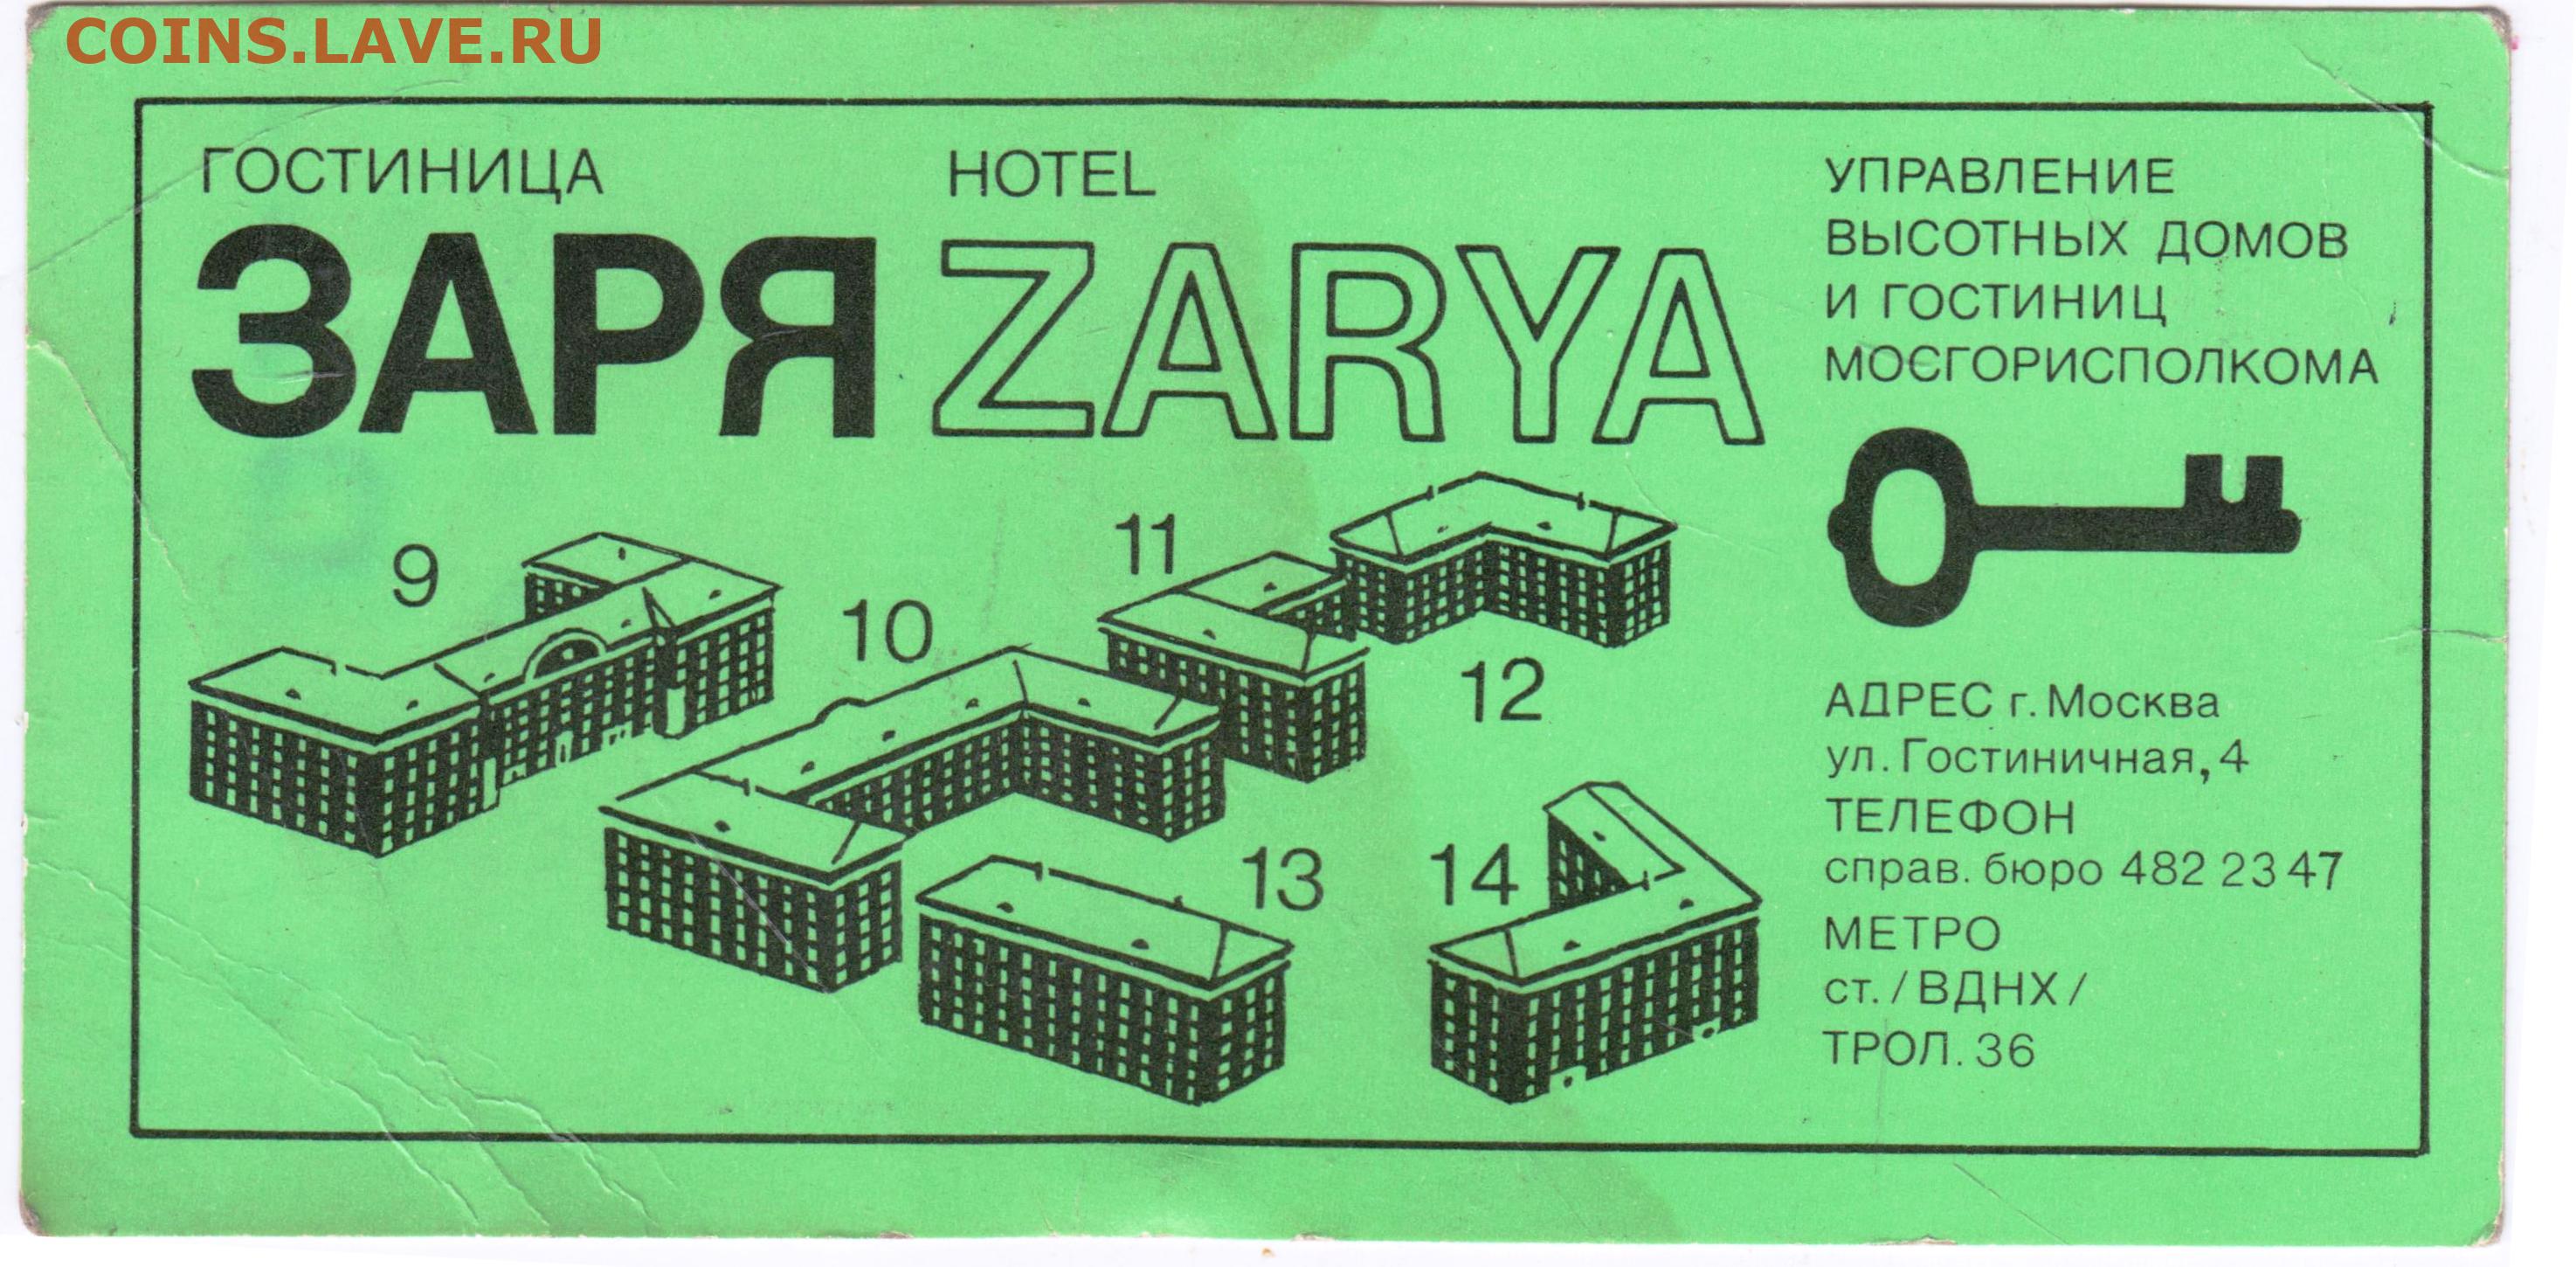 COINS.LAVE.RU
ГОСТИНИЦА
ЗАРЯ
HOTEL
ZARYA
УПРАВЛЕНИЕ
ВЫСОТНЫХ ДОМОВ
И ГОСТИНИЦ
МОЄГОРИСПОЛКОМА
9
10
11
12
13
14
АДРЕС г. Москва
ул. Гостиничная, 4
ТЕЛЕФОН
справ. бюро 482 23 47
МЕТРО
ст. /ВДНХ/
ТРОЛ. 36